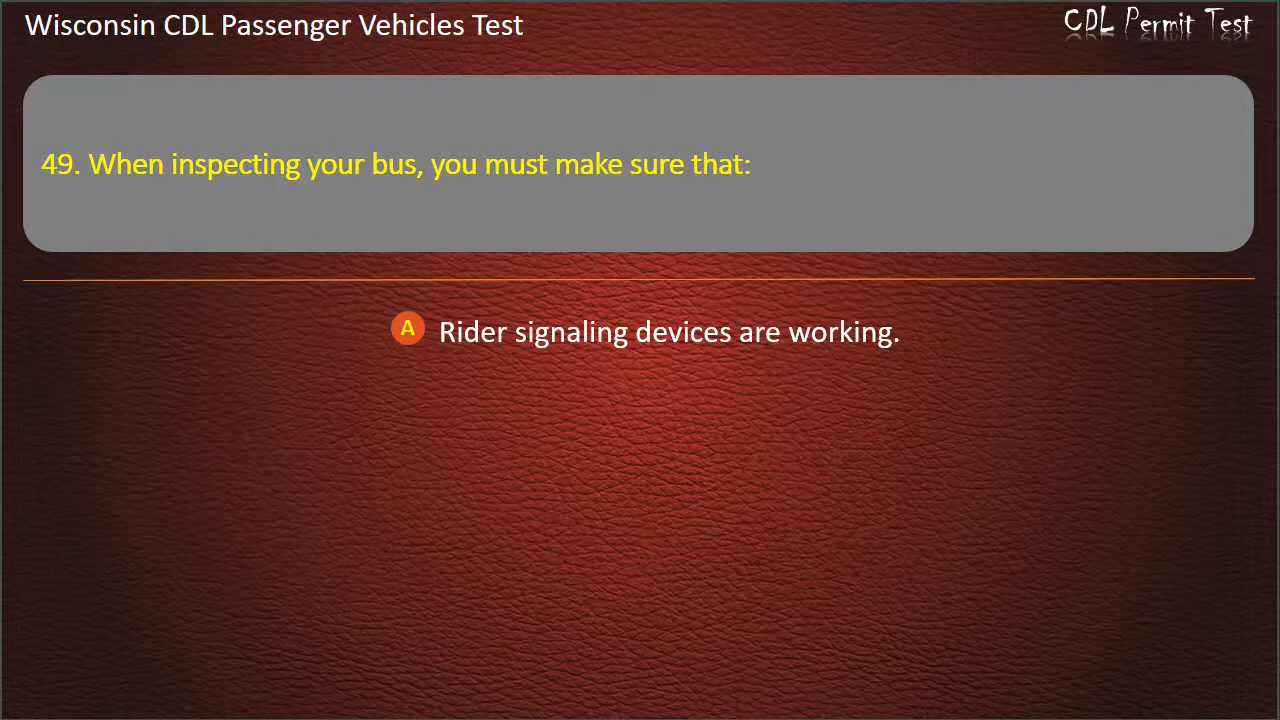 Wisconsin CDL Passenger Vehicles Test
CDL Permit Test
49. When inspecting your bus, you must make sure that:
A Rider signaling devices are working.